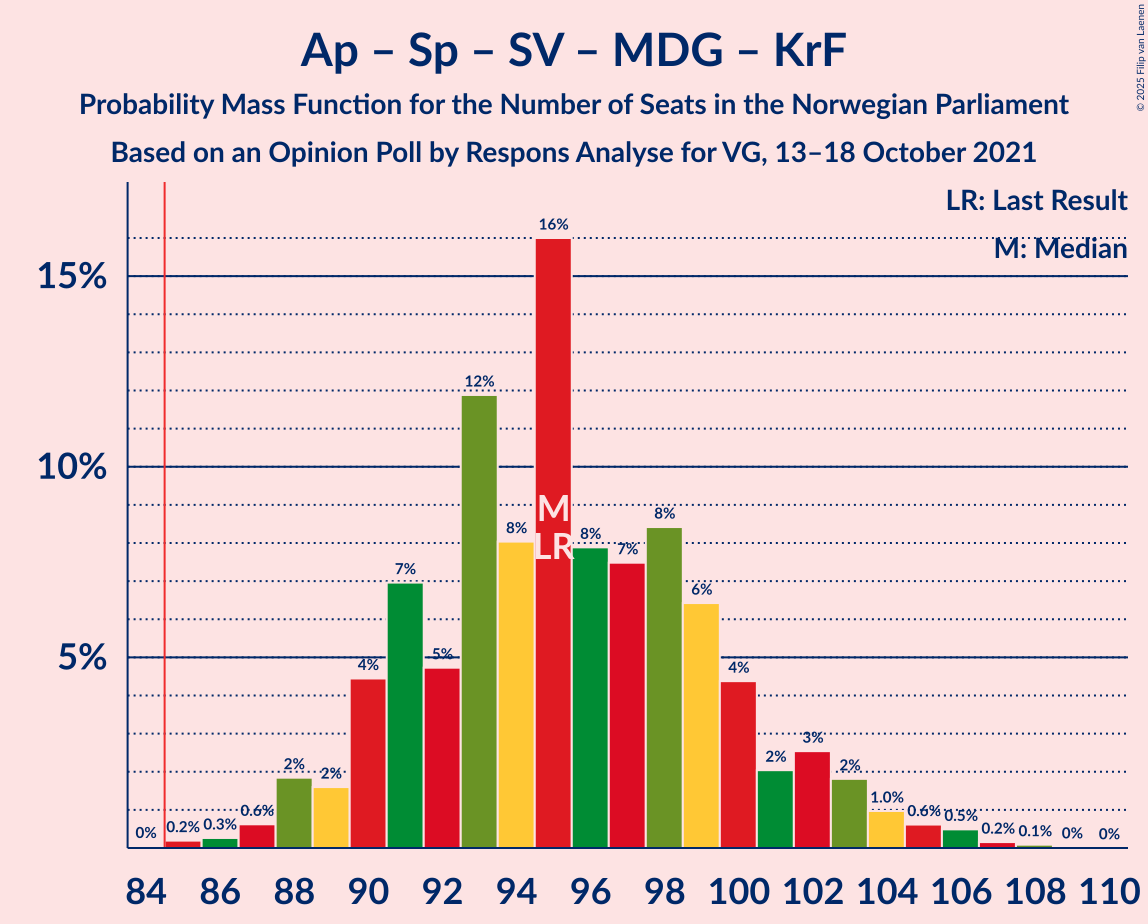 Ap – Sp – SV – MDG – KrF
Probability Mass Function for the Number of Seats in the Norwegian Parliament
Based on an Opinion Poll by Respons Analyse for VG, 13–18 October 2021
© 2025 Filip van Laenen
LR: Last Result
M: Median
15%
10%
5%
0% 0.2% 0.3% 0.6% 2% 2% 4% 7% 5% 12% 8% 16% 8% 7% 8% 6% 4% 2% 3% 2% 1.0% 0.6% 0.5% 0.2% 0.1% 0% 0%
M
LR
84 86 88 90 92 94 96 98 100 102 104 106 108 110